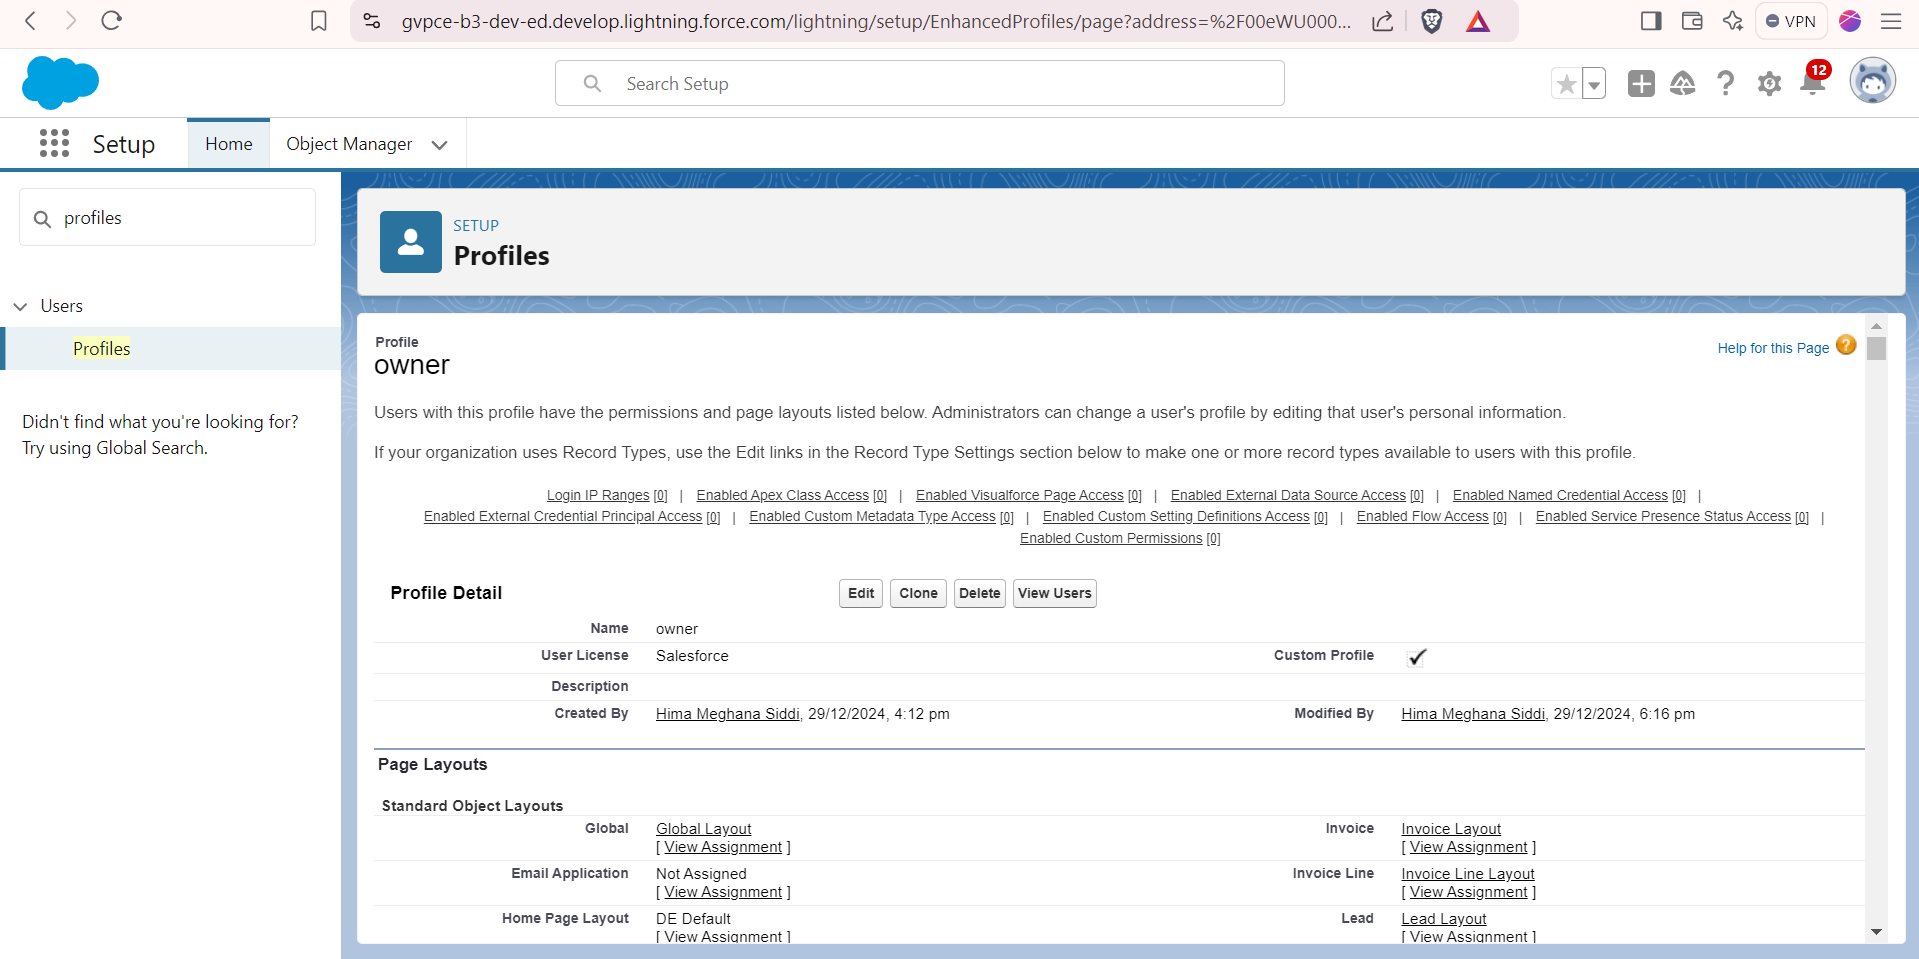 gvpce-b3-dev-ed.develop.lightning.force.com/lightning/setup/EnhancedProfiles/page?address=%2F00eWU000...
VPN
Search Setup
12
Setup
Home
Object Manager
profiles
SETUP
Profiles
Users
Profiles
Didn't find what you're looking for?
Try using Global Search.
Profile
owner
Help for this Page ?
Users with this profile have the permissions and page layouts listed below. Administrators can change a user's profile by editing that user's personal information.
If your organization uses Record Types, use the Edit links in the Record Type Settings section below to make one or more record types available to users with this profile.
Login IP Ranges [0] | Enabled Apex Class Access [0] | Enabled Visualforce Page Access [0] | Enabled External Data Source Access [0] | Enabled Named Credential Access [0] |
Enabled External Credential Principal Access [0] | Enabled Custom Metadata Type Access [0] | Enabled Custom Setting Definitions Access [0] | Enabled Flow Access [0] | Enabled Service Presence Status Access [0] |
Enabled Custom Permissions [0]
Profile Detail Edit Clone Delete View Users
Name owner
User License Salesforce Custom Profile ✓
Description
Created By Hima Meghana Siddi, 29/12/2024, 4:12 pm Modified By Hima Meghana Siddi, 29/12/2024, 6:16 pm
Page Layouts
Standard Object Layouts
Global Global Layout Invoice Invoice Layout
[ View Assignment ] [ View Assignment ]
Email Application Not Assigned Invoice Line Invoice Line Layout
[ View Assignment ] [ View Assignment ]
Home Page Layout DE Default Lead Lead Layout
[ View Assignment ] [ View Assignment ]